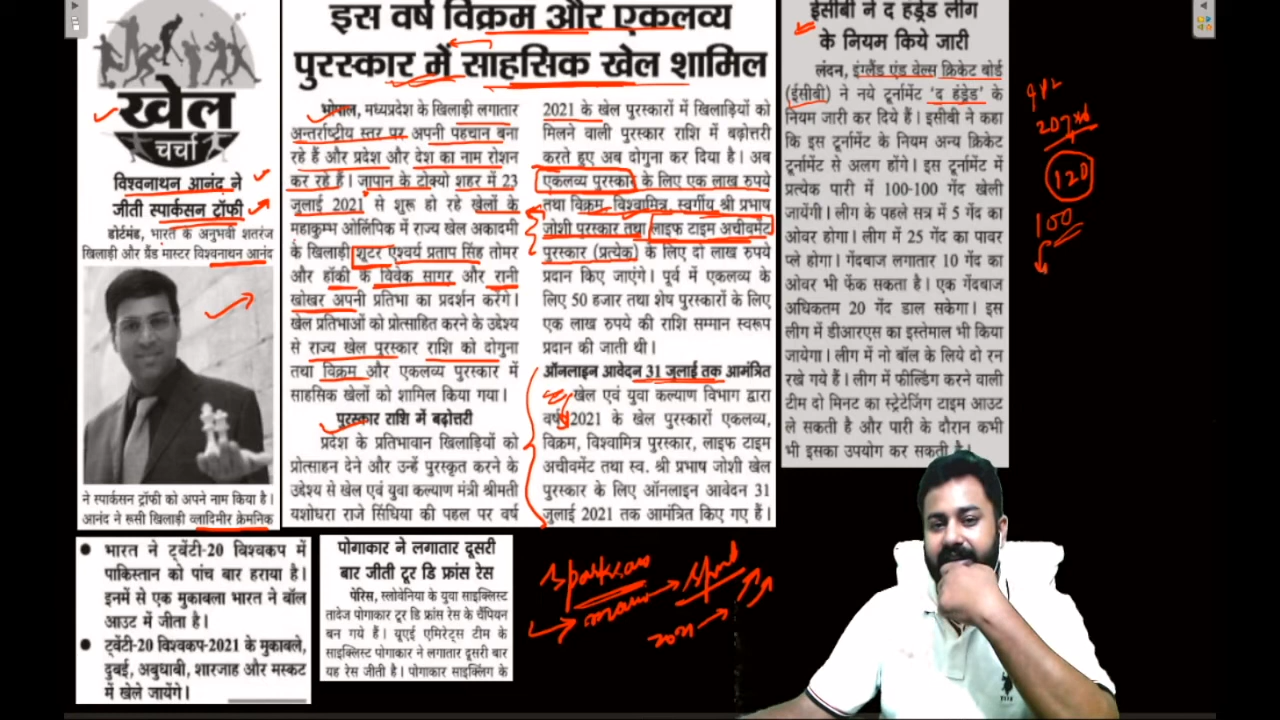 खेल
चर्चा
विश्वनाथन आनंद ने
जीती स्पार्कसन ट्रॉफी
डोर्टमंड, भारत के अनुभवी शतरंज
खिलाड़ी और ग्रैंड मास्टर विश्वनाथन आनंद
ने स्पार्कसन ट्रॉफी को अपने नाम किया है।
आनंद ने रूसी खिलाड़ी व्लादिमीर क्रेमनिक
इस वर्ष विक्रम और एकलव्य
पुरस्कार में साहसिक खेल शामिल
भोपाल, मध्यप्रदेश के खिलाड़ी लगातार
अन्तर्राष्ट्रीय स्तर पर अपनी पहचान बना
रहे हैं और प्रदेश और देश का नाम रोशन
कर रहे हैं। जापान के टोक्यो शहर में 23
जुलाई 2021 से शुरू हो रहे खेलों के
महाकुम्भ ओलिंपिक में राज्य खेल अकादमी
के खिलाड़ी शूटर एश्वर्य प्रताप सिंह तोमर
और हॉकी के विवेक सागर और रानी
खोखर अपनी प्रतिभा का प्रदर्शन करेंगे।
खेल प्रतिभाओं को प्रोत्साहित करने के उद्देश्य
से राज्य खेल पुरस्कार राशि को दोगुना
तथा विक्रम और एकलव्य पुरस्कार में
साहसिक खेलों को शामिल किया गया।
पुरस्कार राशि में बढ़ोत्तरी
प्रदेश के प्रतिभावान खिलाड़ियों को
प्रोत्साहन देने और उन्हें पुरस्कृत करने के
उद्देश्य से खेल एवं युवा कल्याण मंत्री श्रीमती
यशोधरा राजे सिंधिया की पहल पर वर्ष
2021 के खेल पुरस्कारों में खिलाड़ियों को
मिलने वाली पुरस्कार राशि में बढ़ोत्तरी
करते हुए अब दोगुना कर दिया है। अब
एकलव्य पुरस्कार के लिए एक लाख रुपये
तथा विक्रम, विश्वामित्र, स्वर्गीय श्री प्रभाष
जोशी पुरस्कार तथा लाइफ टाइम अचीवमेंट
पुरस्कार (प्रत्येक) के लिए दो लाख रुपये
प्रदान किए जाएंगे। पूर्व में एकलव्य के
लिए 50 हजार तथा शेष पुरस्कारों के लिए
एक लाख रुपये की राशि सम्मान स्वरूप
प्रदान की जाती थी।
ऑनलाइन आवेदन 31 जुलाई तक आमंत्रित
खेल एवं युवा कल्याण विभाग द्वारा
वर्ष 2021 के खेल पुरस्कारों एकलव्य,
विक्रम, विश्वामित्र पुरस्कार, लाइफ टाइम
अचीवमेंट तथा स्व. श्री प्रभाष जोशी खेल
पुरस्कार के लिए ऑनलाइन आवेदन 31
जुलाई 2021 तक आमंत्रित किए गए हैं।
ईसीबी ने द हंड्रेड लीग
के नियम किये जारी
लंदन, इंग्लैंड एंड वेल्स क्रिकेट बोर्ड
(ईसीबी) ने नये टूर्नामेंट 'द हंड्रेड' के
नियम जारी कर दिये हैं। ईसीबी ने कहा
कि इस टूर्नामेंट के नियम अन्य क्रिकेट
टूर्नामेंट से अलग होंगे। इस टूर्नामेंट में
प्रत्येक पारी में 100-100 गेंद खेली
जायेंगी। लीग के पहले सत्र में 5 गेंद का
ओवर होगा। लीग में 25 गेंद का पावर
प्ले होगा। गेंदबाज लगातार 10 गेंद का
ओवर भी फेंक सकता है। एक गेंदबाज
अधिकतम 20 गेंद डाल सकेगा। इस
लीग में डीआरएस का इस्तेमाल भी किया
जायेगा। लीग में नो बॉल के लिये दो रन
रखे गये हैं। लीग में फील्डिंग करने वाली
टीम दो मिनट का स्ट्रेटेजिंग टाइम आउट
ले सकती है और पारी के दौरान कभी
भी इसका उपयोग कर सकती है।
120
100
भारत ने ट्वेंटी-20 विश्वकप में
पाकिस्तान को पांच बार हराया है।
इनमें से एक मुकाबला भारत ने बॉल
आउट में जीता है।
ट्वेंटी-20 विश्वकप-2021 के मुकाबले,
दुबई, अबुधाबी, शारजाह और मस्कट
में खेले जायेंगे।
पोगाकार ने लगातार दूसरी
बार जीती टूर डि फ्रांस रेस
पेरिस, स्लोवेनिया के युवा साइक्लिस्ट
तादेज पोगाकार टूर डि फ्रांस रेस के चैंपियन
बन गये हैं। यूएई एमिरेट्स टीम के
साइक्लिस्ट पोगाकार ने लगातार दूसरी बार
यह रेस जीती है। पोगाकार साइक्लिंग के
2021